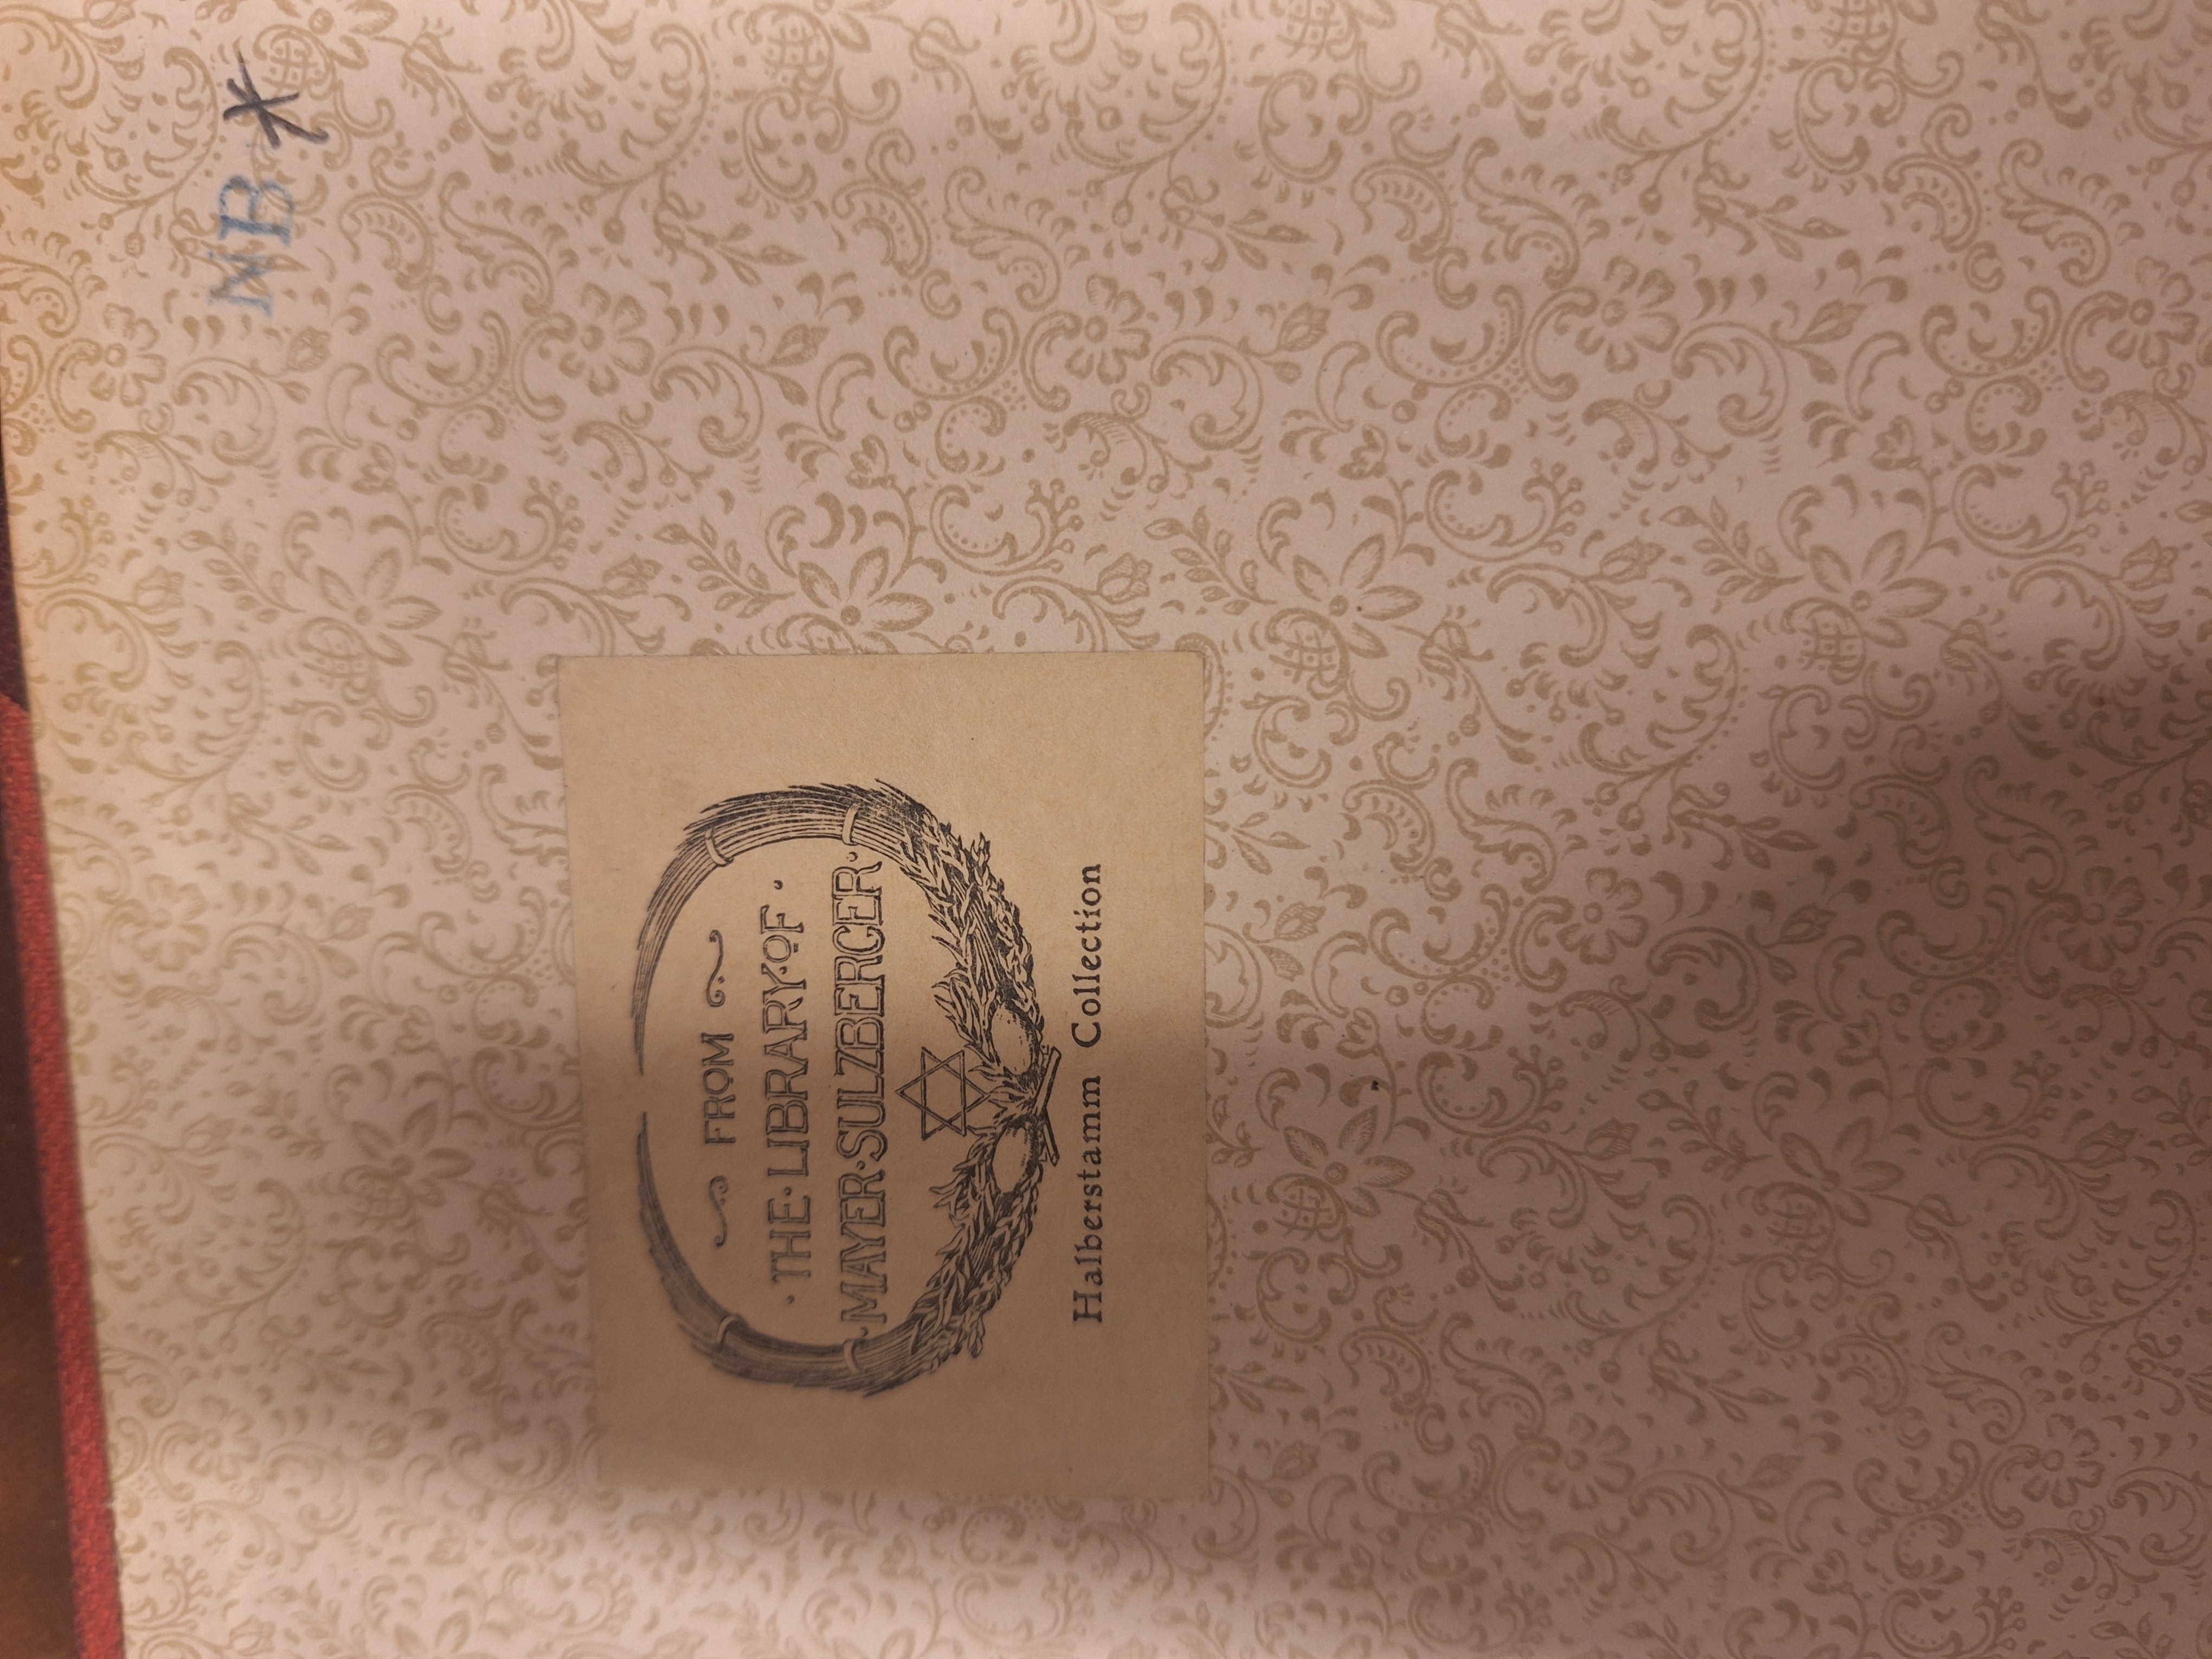 NB *
FROM
·THE·LIBRARY·OF·
·MAYER·SULZBERGER·
Halberstamm Collection